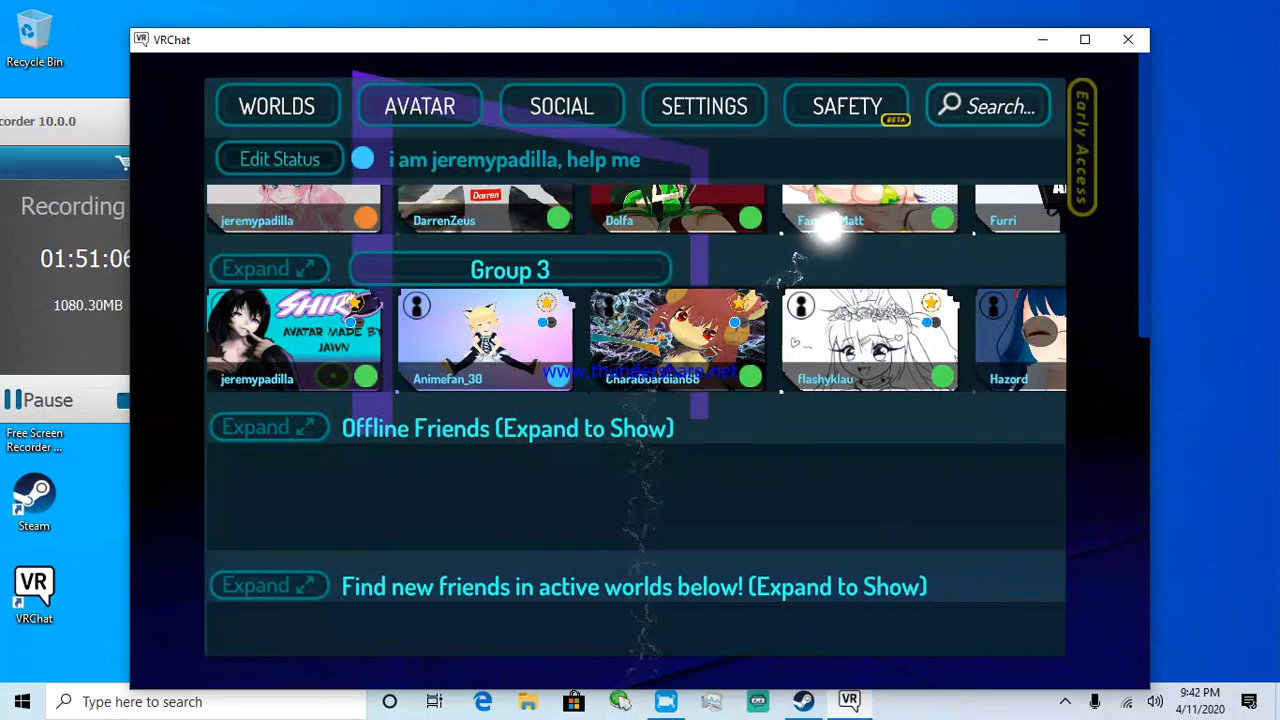 Recycle Bin
VRChat
corder 10.0.0
Recording
01:51:06
1080.30MB
Pause
Free Screen
Recorder ...
Steam
VR
VRChat
WORLDS
AVATAR
SOCIAL
SETTINGS
SAFETY
BETA
Search...
Early Access
Edit Status
i am jeremypadilla, help me
jeremypadilla
DarrenZeus
Darren
Dolfa
Furri
Expand
Group 3
SHIRO
AVATAR MADE BY
JAWN
jeremypadilla
Animefan_30
CharaGuardian68
flashyklau
Hazord
www.thundershare.net
Expand
Offline Friends (Expand to Show)
Expand
Find new friends in active worlds below! (Expand to Show)
Type here to search
VR
9:42 PM
4/11/2020